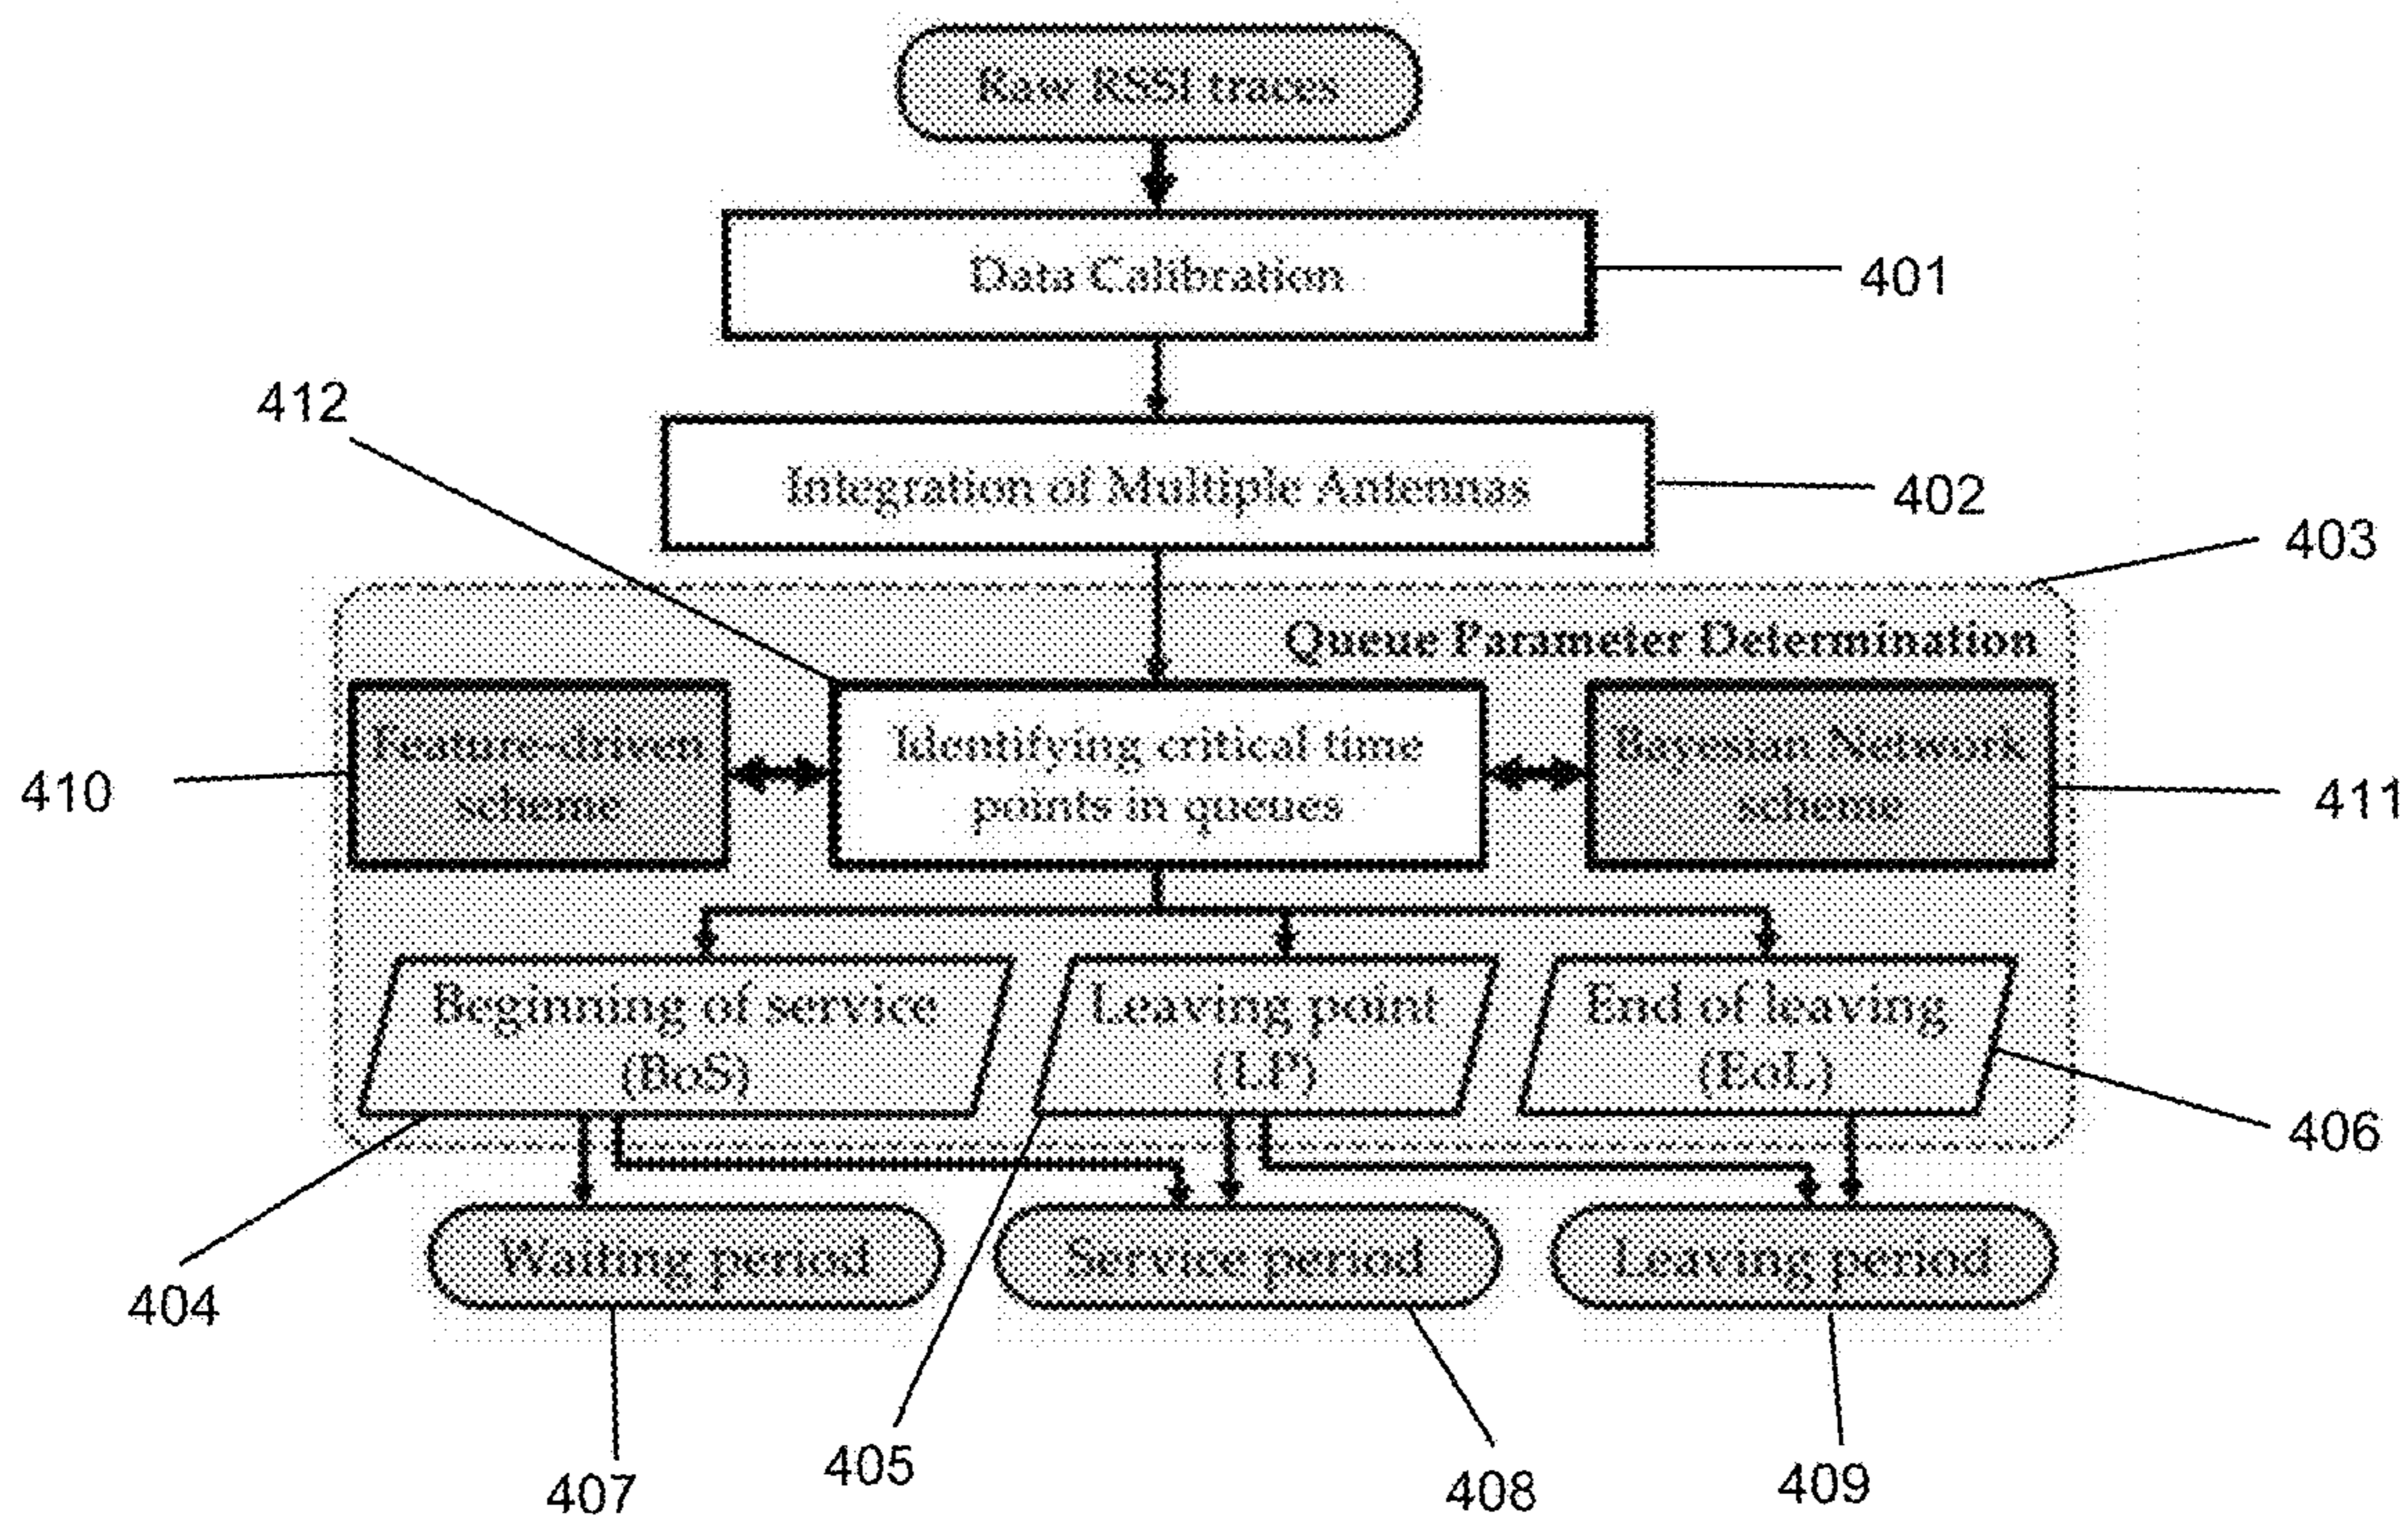 Raw RSSI traces
Data Calibration
401
412
Integration of Multiple Antennas
402
403
Queue Parameter Determination
Feature-driven
scheme
Identifying critical time
points in queues
Bayesian Network
scheme
410
411
Beginning of service
(BoS)
Leaving point
(LP)
End of leaving
(EoL)
406
Waiting period
Service period
Leaving period
404
405
407
408
409